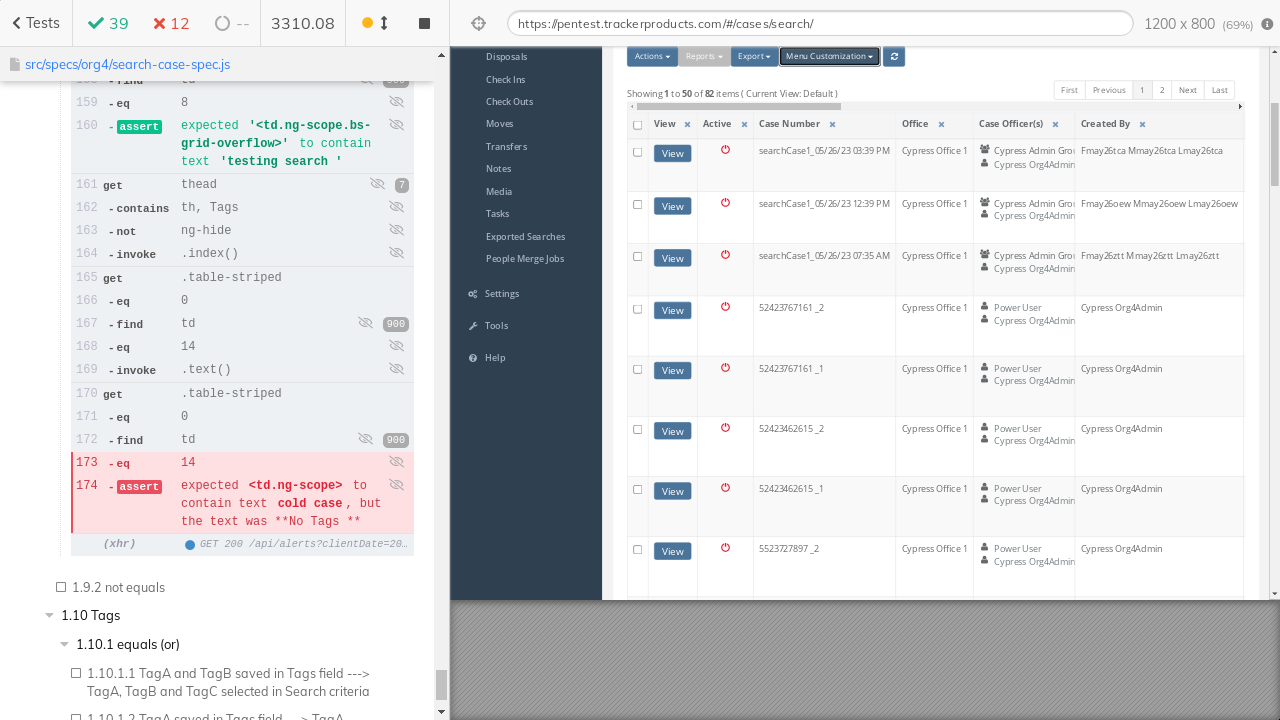 Tests 39 12 -- 3310.08
https://pentest.trackerproducts.com/#/cases/search/ 1200 x 800 (69%)
src/specs/org4/search-case-spec.js
159 -eq 8
160 -assert expected '<td.ng-scope.bs-
grid-overflow>' to contain
text 'testing search '
161 get thead 7
162 -contains th, Tags
163 -not ng-hide
164 -invoke .index()
165 get .table-striped
166 -eq 0
167 -find td 900
168 -eq 14
169 -invoke .text()
170 get .table-striped
171 -eq 0
172 -find td 900
173 -eq 14
174 -assert expected <td.ng-scope> to
contain text cold case, but
the text was **No Tags **
(xhr) GET 200 /api/alerts?clientDate=20…
1.9.2 not equals
1.10 Tags
1.10.1 equals (or)
1.10.1.1 TagA and TagB saved in Tags field --->
TagA, TagB and TagC selected in Search criteria
1.10.1.2 TagA saved in Tags field ---> TagA
Disposals
Check Ins
Check Outs
Moves
Transfers
Notes
Media
Tasks
Exported Searches
People Merge Jobs
Settings
Tools
Help
Actions Reports Export Menu Customization
Showing 1 to 50 of 82 items ( Current View: Default )
First Previous 1 2 Next Last
View Active Case Number Office Case Officer(s) Created By
View searchCase1_05/26/23 03:39 PM Cypress Office 1 Cypress Admin Grou
Cypress Org4Admin
View searchCase1_05/26/23 12:39 PM Cypress Office 1 Cypress Admin Grou Fmay26oew Mmay26oew Lmay26oew
Cypress Org4Admin
View searchCase1_05/26/23 07:35 AM Cypress Office 1 Cypress Admin Grou Fmay26ztt Mmay26ztt Lmay26ztt
Cypress Org4Admin
View 52423767161 _2 Cypress Office 1 Power User Cypress Org4Admin
Cypress Org4Admin
View 52423767161 _1 Cypress Office 1 Power User Cypress Org4Admin
Cypress Org4Admin
View 52423462615 _2 Cypress Office 1 Power User Cypress Org4Admin
Cypress Org4Admin
View 52423462615 _1 Cypress Office 1 Power User Cypress Org4Admin
Cypress Org4Admin
View 5523727897 _2 Cypress Office 1 Power User Cypress Org4Admin
Cypress Org4Admin